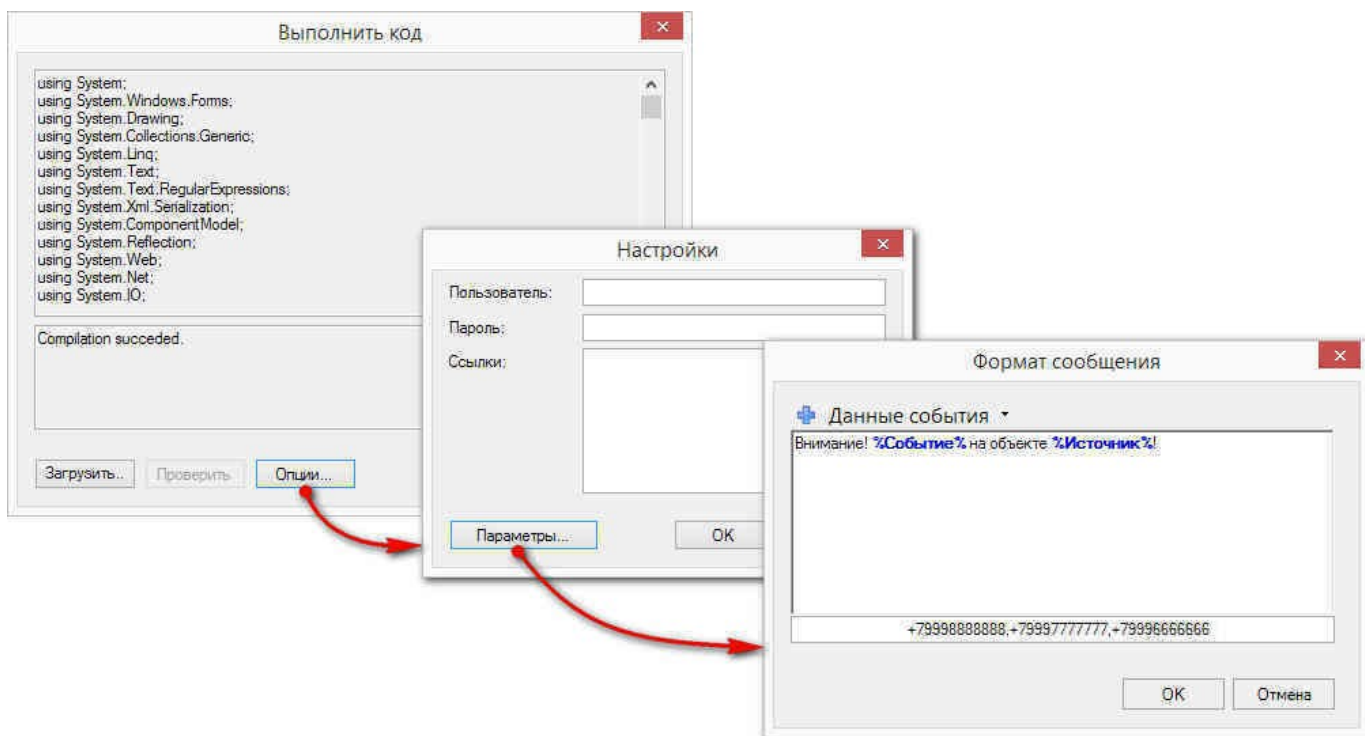 Выполнить код
using System;
using System.Windows.Forms;
using System.Drawing;
using System.Collections.Generic;
using System.Linq;
using System.Text;
using System.Text.RegularExpressions;
using System.Xml.Serialization;
using System.ComponentModel;
using System.Reflection;
using System.Web;
using System.Net;
using System.IO;
Compilation succeded.
Загрузить..
Проверить
Опции...
Настройки
Пользователь:
Пароль:
Ссылки:
Параметры...
OK
Формат сообщения
Данные события
Внимание! %Событие% на объекте %Источник%!
+79998888888,+79997777777,+79996666666
OK
Отмена